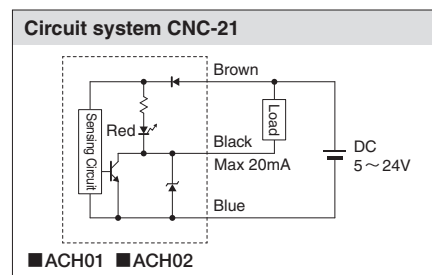 Circuit system CNC-21
Brown
Red
Sensing Circuit
Load
Black
Max 20mA
DC
5～24V
Blue
■ACH01 ■ACH02